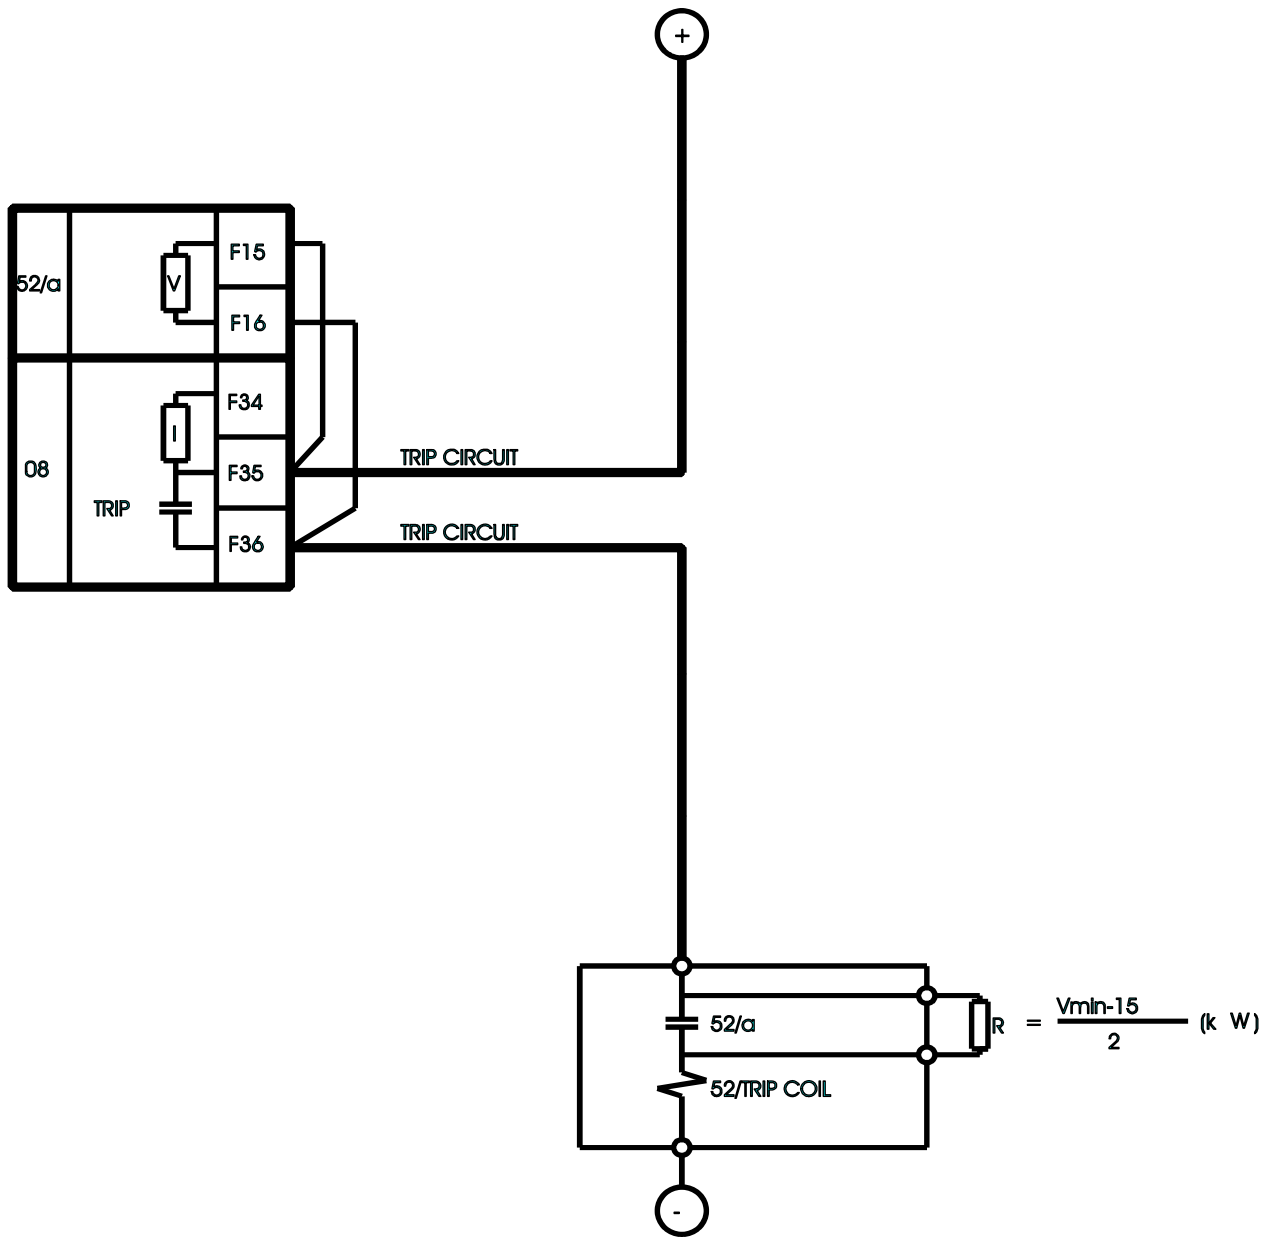 +
F15
52/a
V
F16
F34
I
TRIP CIRCUIT
08
F35
TRIP
TRIP CIRCUIT
F36
Vmin-15
52/a
R = (k W)
2
52/TRIP COIL
-